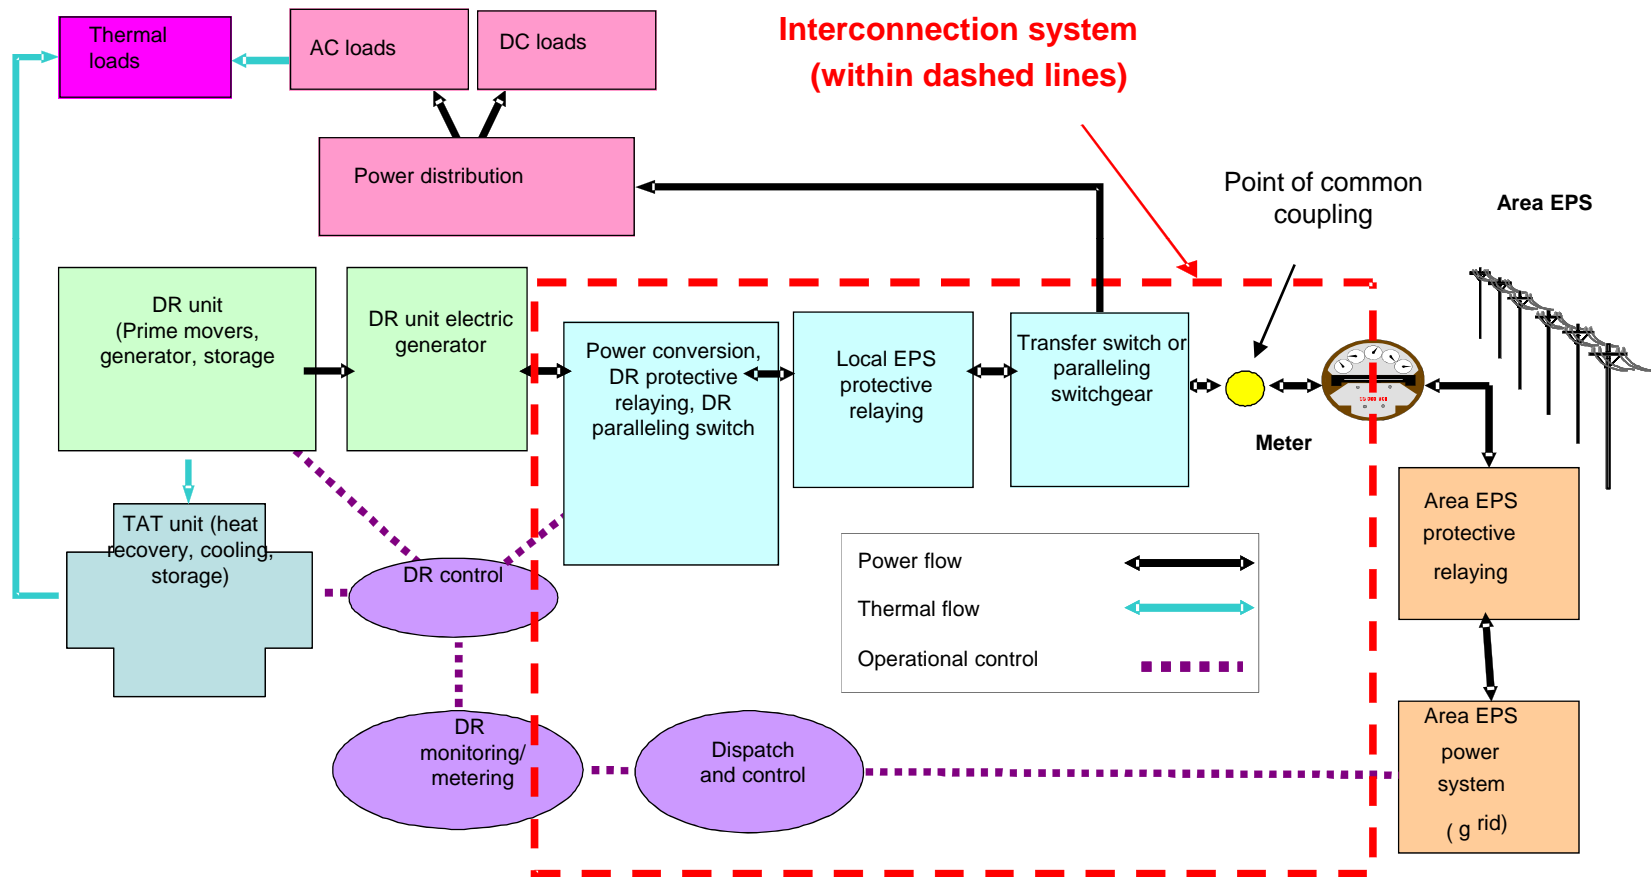 Thermal
loads
AC loads
DC loads
Interconnection system
(within dashed lines)
Power distribution
Point of common
coupling
Area EPS
DR unit
(Prime movers,
generator, storage
DR unit electric
generator
Power conversion,
DR protective
relaying, DR
paralleling switch
Local EPS
protective
relaying
Transfer switch or
paralleling
switchgear
Meter
TAT unit (heat
recovery, cooling,
storage)
DR control
Power flow
Thermal flow
Operational control
Area EPS
protective
relaying
DR
monitoring/
metering
Dispatch
and control
Area EPS
power
system
( g rid)